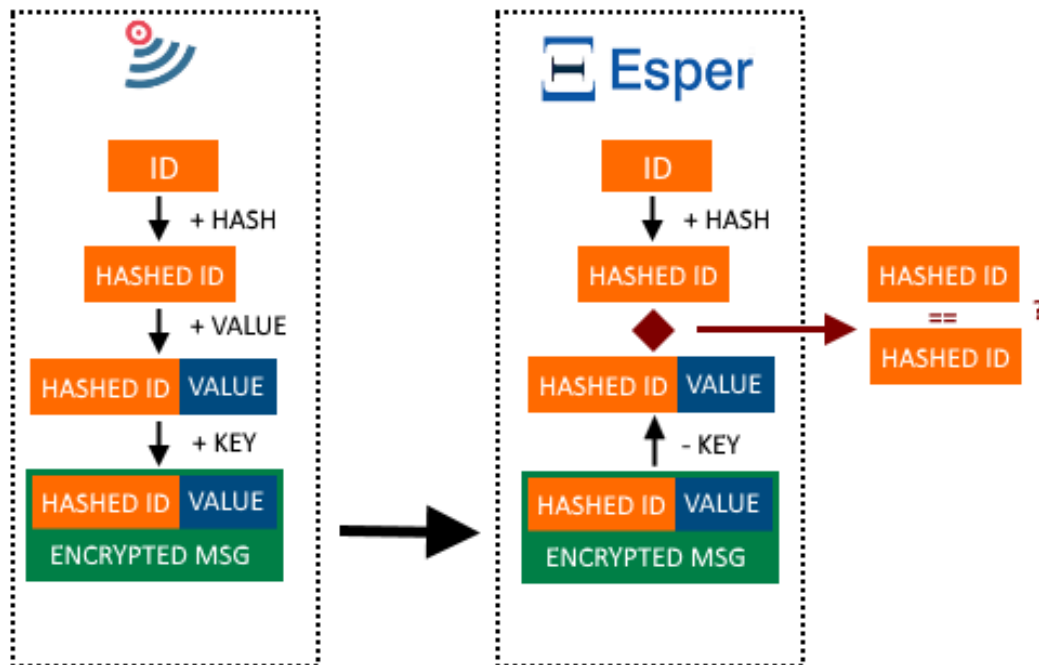 ID
+ HASH
HASHED ID
+ VALUE
HASHED ID VALUE
+ KEY
HASHED ID VALUE
ENCRYPTED MSG
Esper
ID
+ HASH
HASHED ID
HASHED ID VALUE
- KEY
HASHED ID VALUE
ENCRYPTED MSG
HASHED ID
== ?
HASHED ID